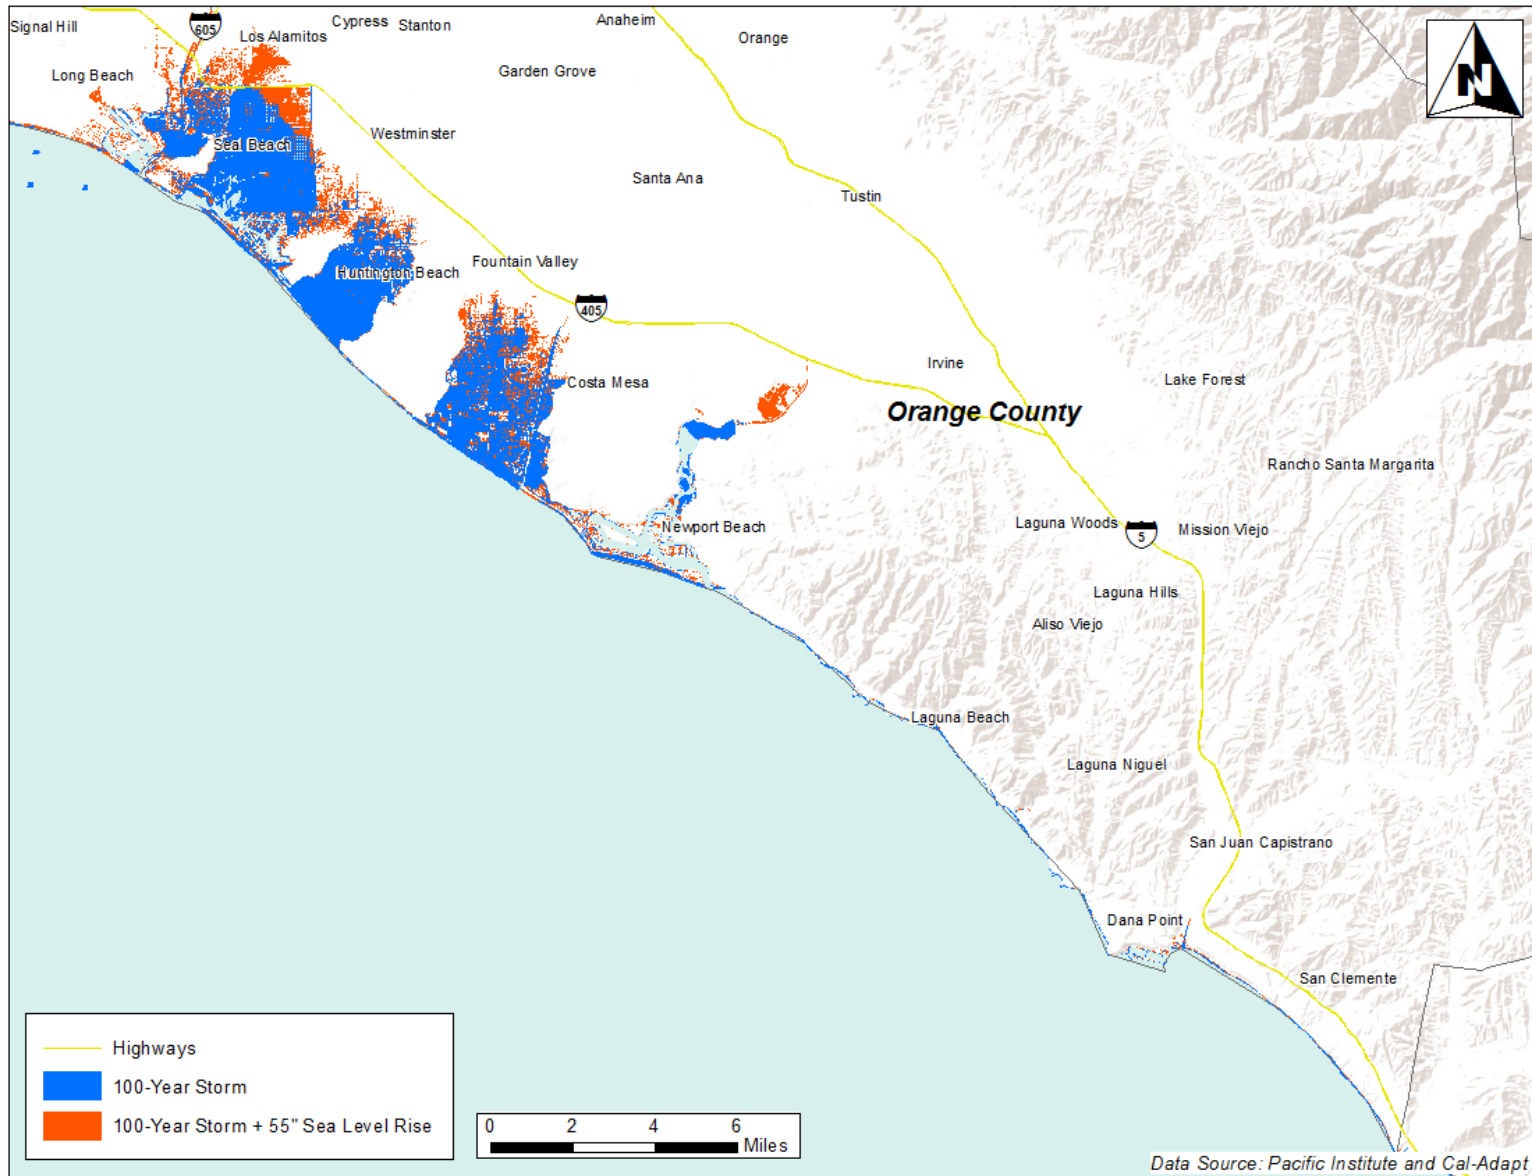 Signal Hill
605
Los Alamitos
Cypress
Stanton
Anaheim
Orange
N
Long Beach
Garden Grove
Westminster
Seal Beach
Santa Ana
Tustin
Huntington Beach
Fountain Valley
405
Costa Mesa
Irvine
Lake Forest
Orange County
Rancho Santa Margarita
Newport Beach
Laguna Woods
5
Mission Viejo
Laguna Hills
Aliso Viejo
Laguna Beach
Laguna Niguel
San Juan Capistrano
Dana Point
San Clemente
Highways
100-Year Storm
100-Year Storm + 55" Sea Level Rise
0 2 4 6
Miles
Data Source: Pacific Institute and Cal-Adapt